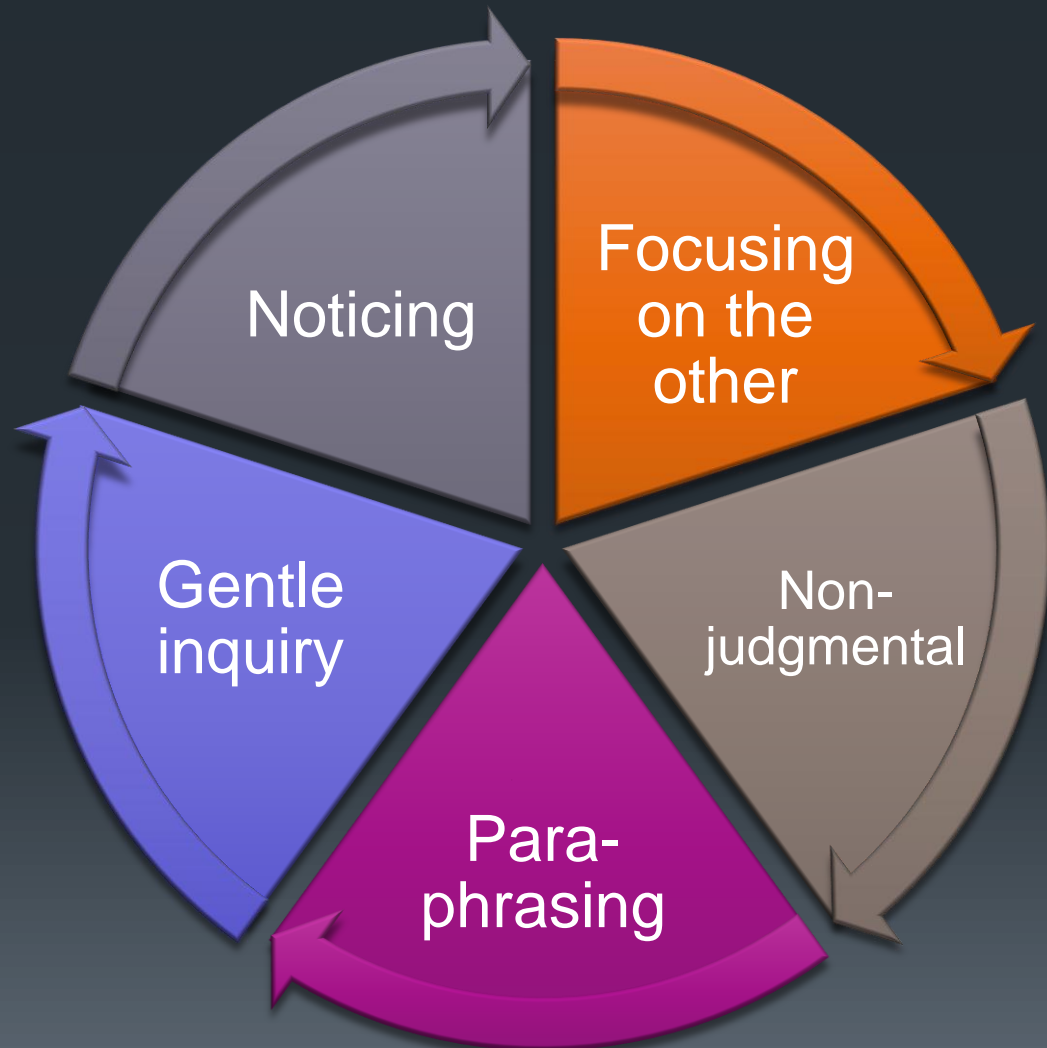 Focusing
on the
other
Non-
judgmental
Para-
phrasing
Gentle
inquiry
Noticing